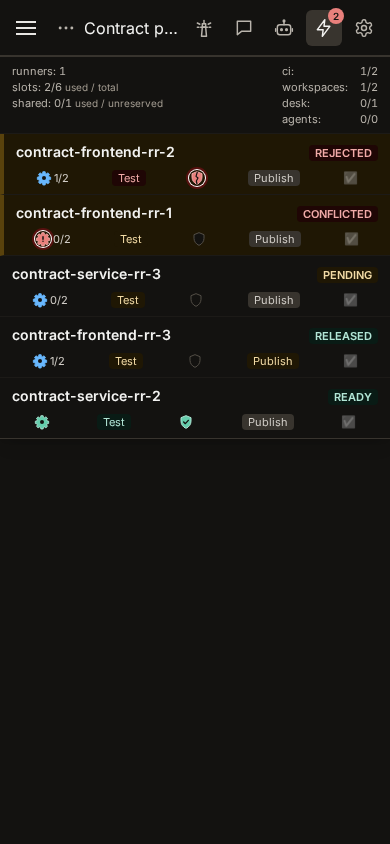 Contract p...
2
runners: 1
slots: 2/6 used / total
shared: 0/1 used / unreserved
ci: 1/2
workspaces: 1/2
desk: 0/1
agents: 0/0
contract-frontend-rr-2 REJECTED
1/2 Test Publish
contract-frontend-rr-1 CONFLICTED
0/2 Test Publish
contract-service-rr-3 PENDING
0/2 Test Publish
contract-frontend-rr-3 RELEASED
1/2 Test Publish
contract-service-rr-2 READY
Test Publish